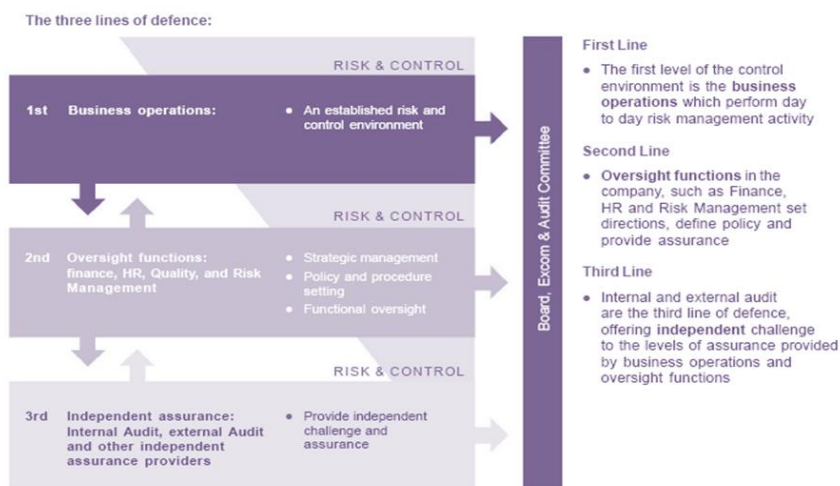 The three lines of defence:
RISK & CONTROL
1st Business operations:
• An established risk and
control environment
RISK & CONTROL
2nd Oversight functions:
finance, HR, Quality, and Risk
Management
• Strategic management
• Policy and procedure
setting
• Functional oversight
RISK & CONTROL
3rd Independent assurance:
Internal Audit, external Audit
and other independent
assurance providers
• Provide independent
challenge and
assurance
Board, Excom & Audit Committee
First Line
• The first level of the control
environment is the business
operations which perform day
to day risk management activity
Second Line
• Oversight functions in the
company, such as Finance,
HR and Risk Management set
directions, define policy and
provide assurance
Third Line
• Internal and external audit
are the third line of defence,
offering independent challenge
to the levels of assurance provided
by business operations and
oversight functions